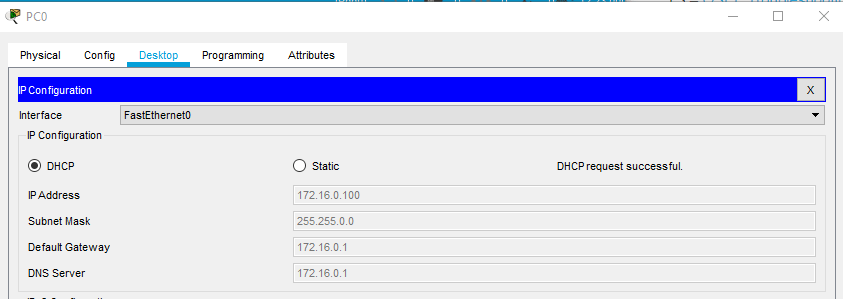 PC0
Physical Config Desktop Programming Attributes
IP Configuration X
Interface FastEthernet0
IP Configuration
DHCP Static DHCP request successful.
IP Address 172.16.0.100
Subnet Mask 255.255.0.0
Default Gateway 172.16.0.1
DNS Server 172.16.0.1